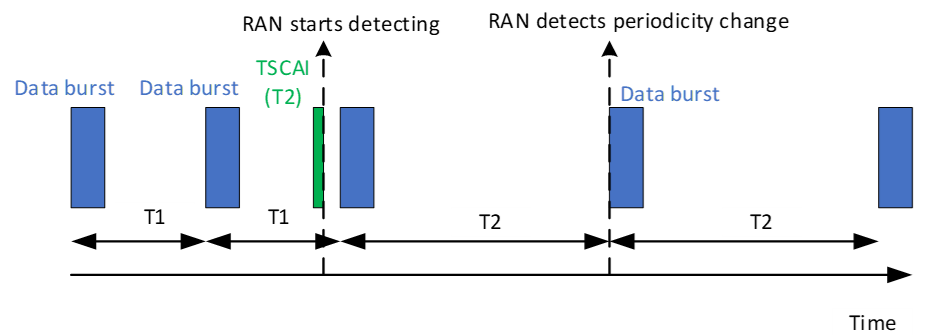 RAN starts detecting
RAN detects periodicity change
TSCAI
(T2)
Data burst
Data burst
Data burst
T1
T1
T2
T2
Time